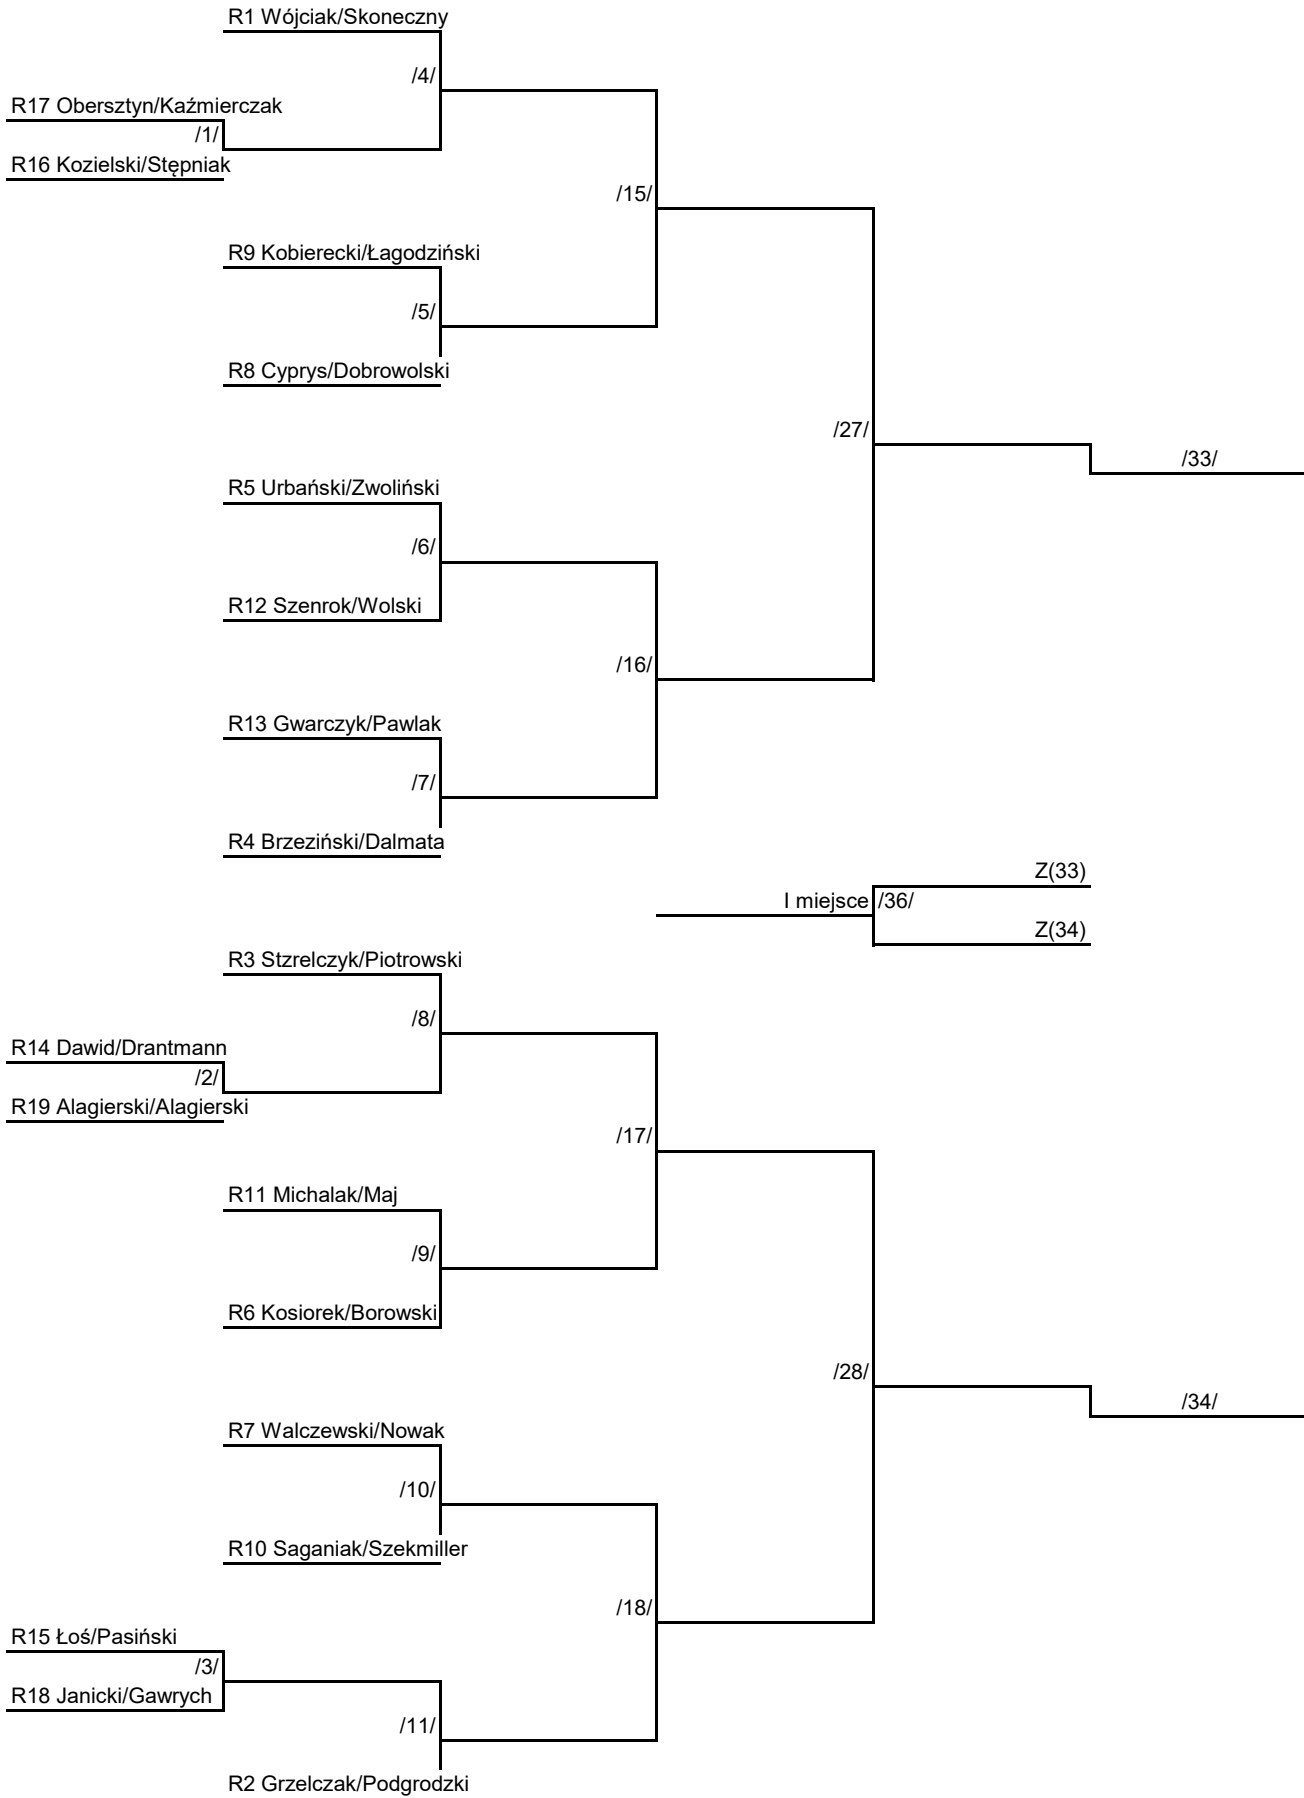 R1 Wójciak/Skoneczny
/4/
R17 Obersztyn/Kaźmierczak
/1/
R16 Kozielski/Stępniak
/15/
R9 Kobierecki/Łagodziński
/5/
R8 Cyprys/Dobrowolski
/27/
/33/
R5 Urbański/Zwoliński
/6/
R12 Szenrok/Wolski
/16/
R13 Gwarczyk/Pawlak
/7/
R4 Brzeziński/Dalmata
Z(33)
I miejsce /36/
Z(34)
R3 Stzrelczyk/Piotrowski
/8/
R14 Dawid/Drantmann
/2/
R19 Alagierski/Alagierski
/17/
R11 Michalak/Maj
/9/
R6 Kosiorek/Borowski
/28/
/34/
R7 Walczewski/Nowak
/10/
R10 Saganiak/Szekmiller
/18/
R15 Łoś/Pasiński
/3/
R18 Janicki/Gawrych
/11/
R2 Grzelczak/Podgrodzki